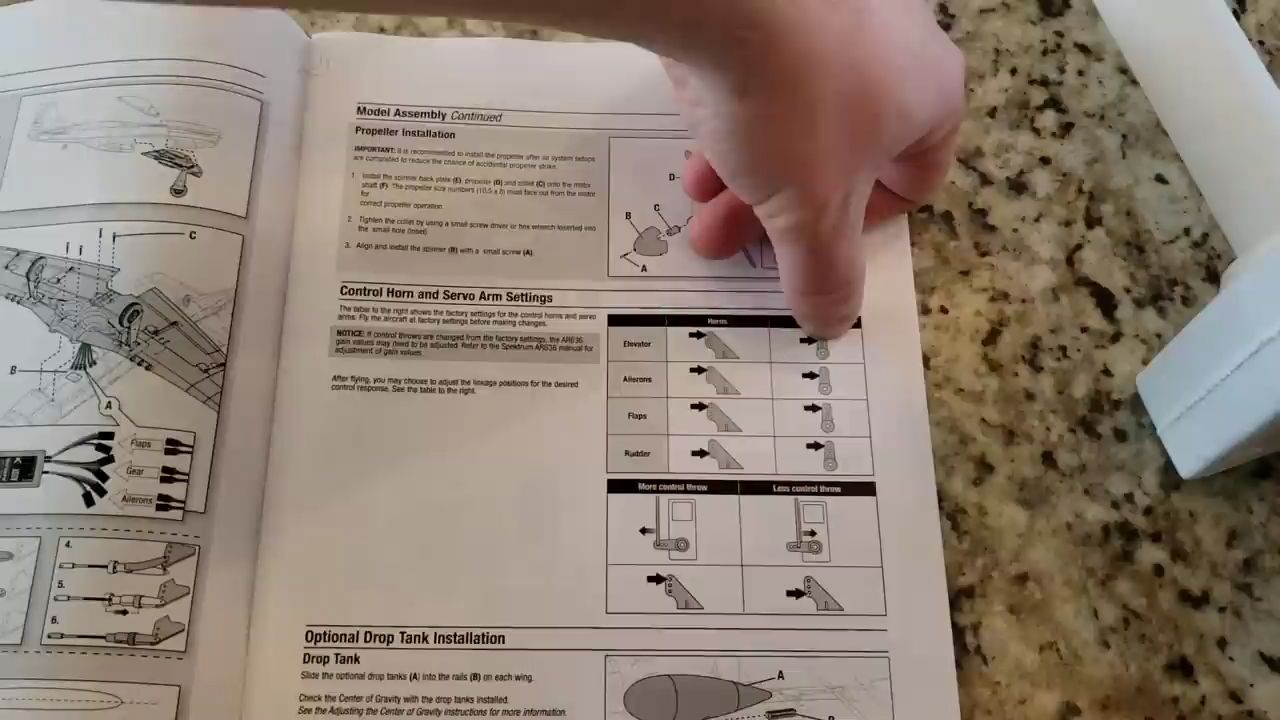 C
B
A
Flaps
Gear
Ailerons
4.
5.
6.
Model Assembly Continued
Propeller Installation
IMPORTANT: It is recommended to install the propeller after all system setups
are completed to reduce the chance of accidental propeller strike.
1. Install the spinner back plate (E), propeller (D) and collet (C) onto the motor
shaft (F). The propeller size numbers (10.5 x 8) must face out from the motor
for
correct propeller operation.
2. Tighten the collet by using a small screw driver or hex wrench inserted into
the small hole (inset).
3. Align and install the spinner (B) with a small screw (A).
D
C
B
A
Control Horn and Servo Arm Settings
The table to the right shows the factory settings for the control horns and servo
arms. Fly the aircraft at factory settings before making changes.
NOTICE: If control throws are changed from the factory settings, the AR636
gain values may need to be adjusted. Refer to the Spektrum AR636 manual for
adjustment of gain values.
After flying, you may choose to adjust the linkage positions for the desired
control response. See the table to the right.
Horns
Elevator
Ailerons
Flaps
Rudder
More control throw Less control throw
Optional Drop Tank Installation
Drop Tank
Slide the optional drop tanks (A) into the rails (B) on each wing.
Check the Center of Gravity with the drop tanks installed.
See the Adjusting the Center of Gravity instructions for more information.
A
B